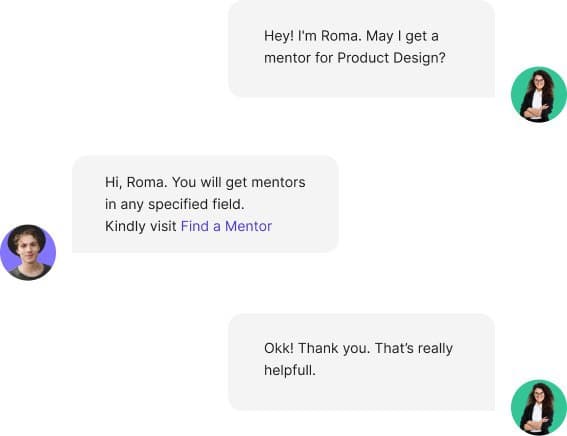 Hey! I'm Roma. May I get a
mentor for Product Design?
Hi, Roma. You will get mentors
in any specified field.
Kindly visit Find a Mentor
Okk! Thank you. That’s really
helpfull.